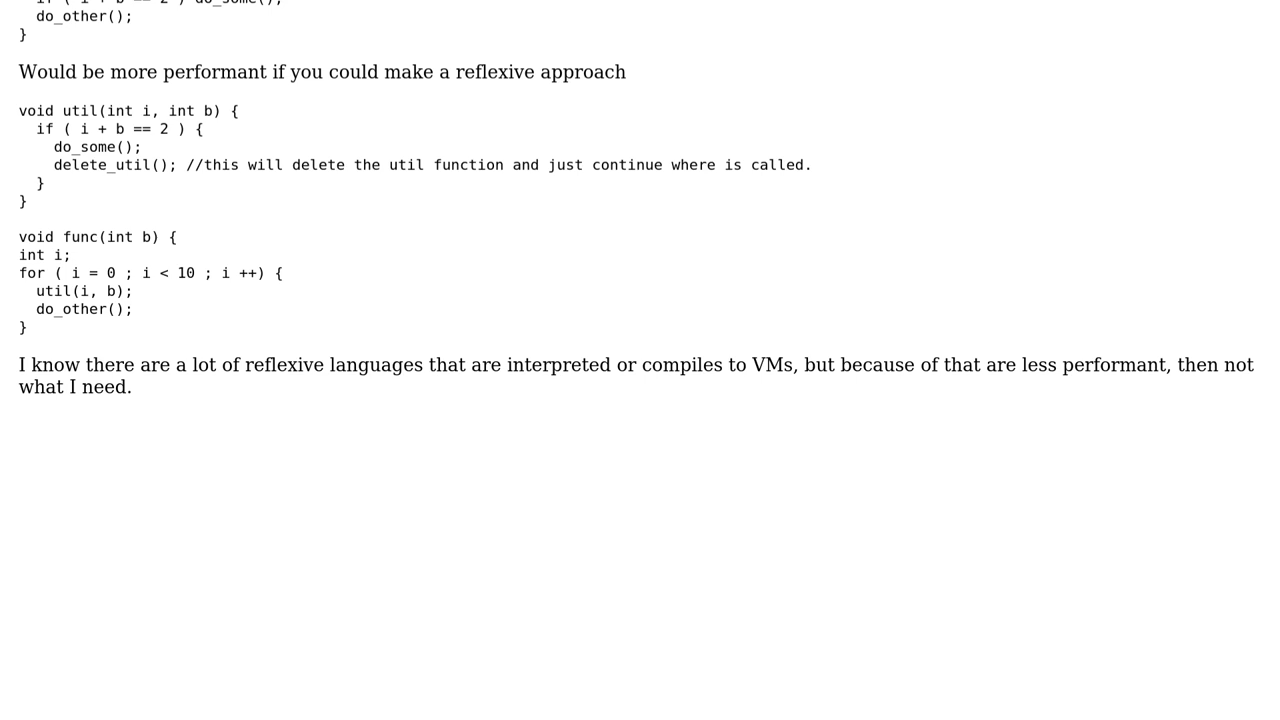 if ( i + b == 2 ) do_some();
  do_other();
}
Would be more performant if you could make a reflexive approach
void util(int i, int b) {
  if ( i + b == 2 ) {
    do_some();
    delete_util(); //this will delete the util function and just continue where is called.
  }
}
void func(int b) {
int i;
for ( i = 0 ; i < 10 ; i ++) {
  util(i, b);
  do_other();
}
I know there are a lot of reflexive languages that are interpreted or compiles to VMs, but because of that are less performant, then not
what I need.